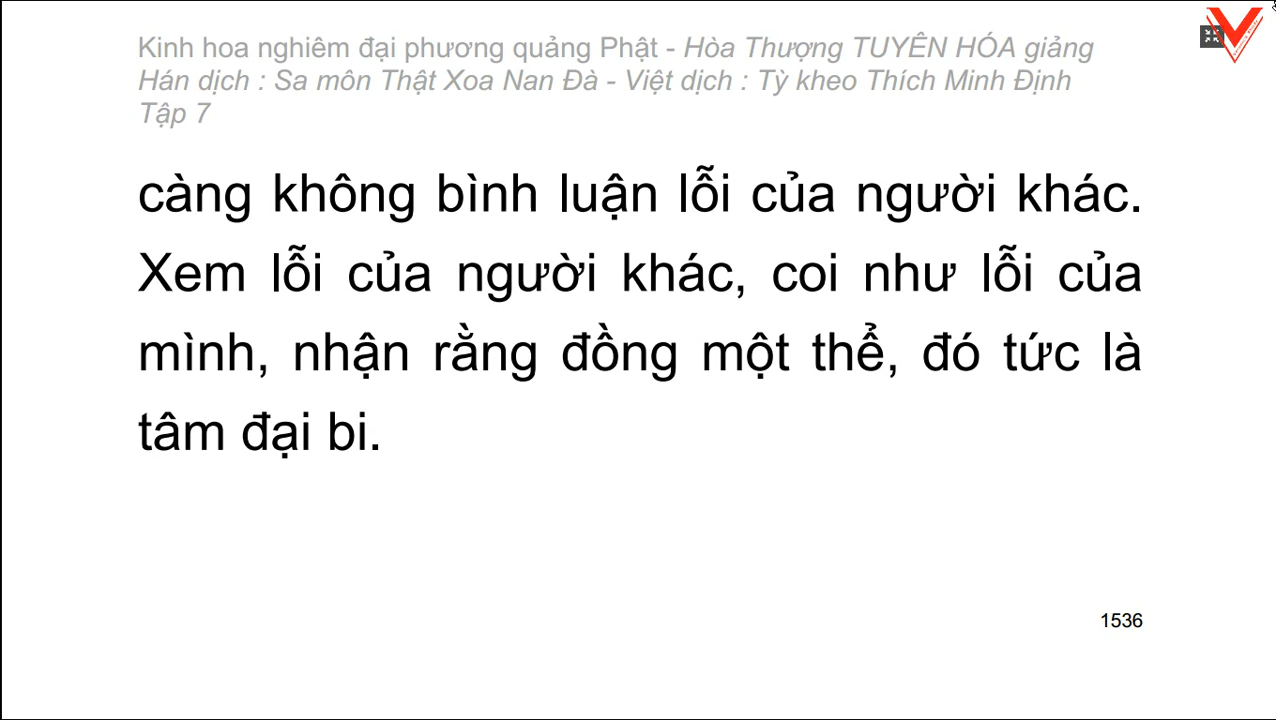 Kinh hoa nghiêm đại phương quảng Phật - Hòa Thượng TUYÊN HÓA giảng
Hán dịch : Sa môn Thật Xoa Nan Đà - Việt dịch : Tỳ kheo Thích Minh Định
Tập 7
càng không bình luận lỗi của người khác.
Xem lỗi của người khác, coi như lỗi của
mình, nhận rằng đồng một thể, đó tức là
tâm đại bi.
1536